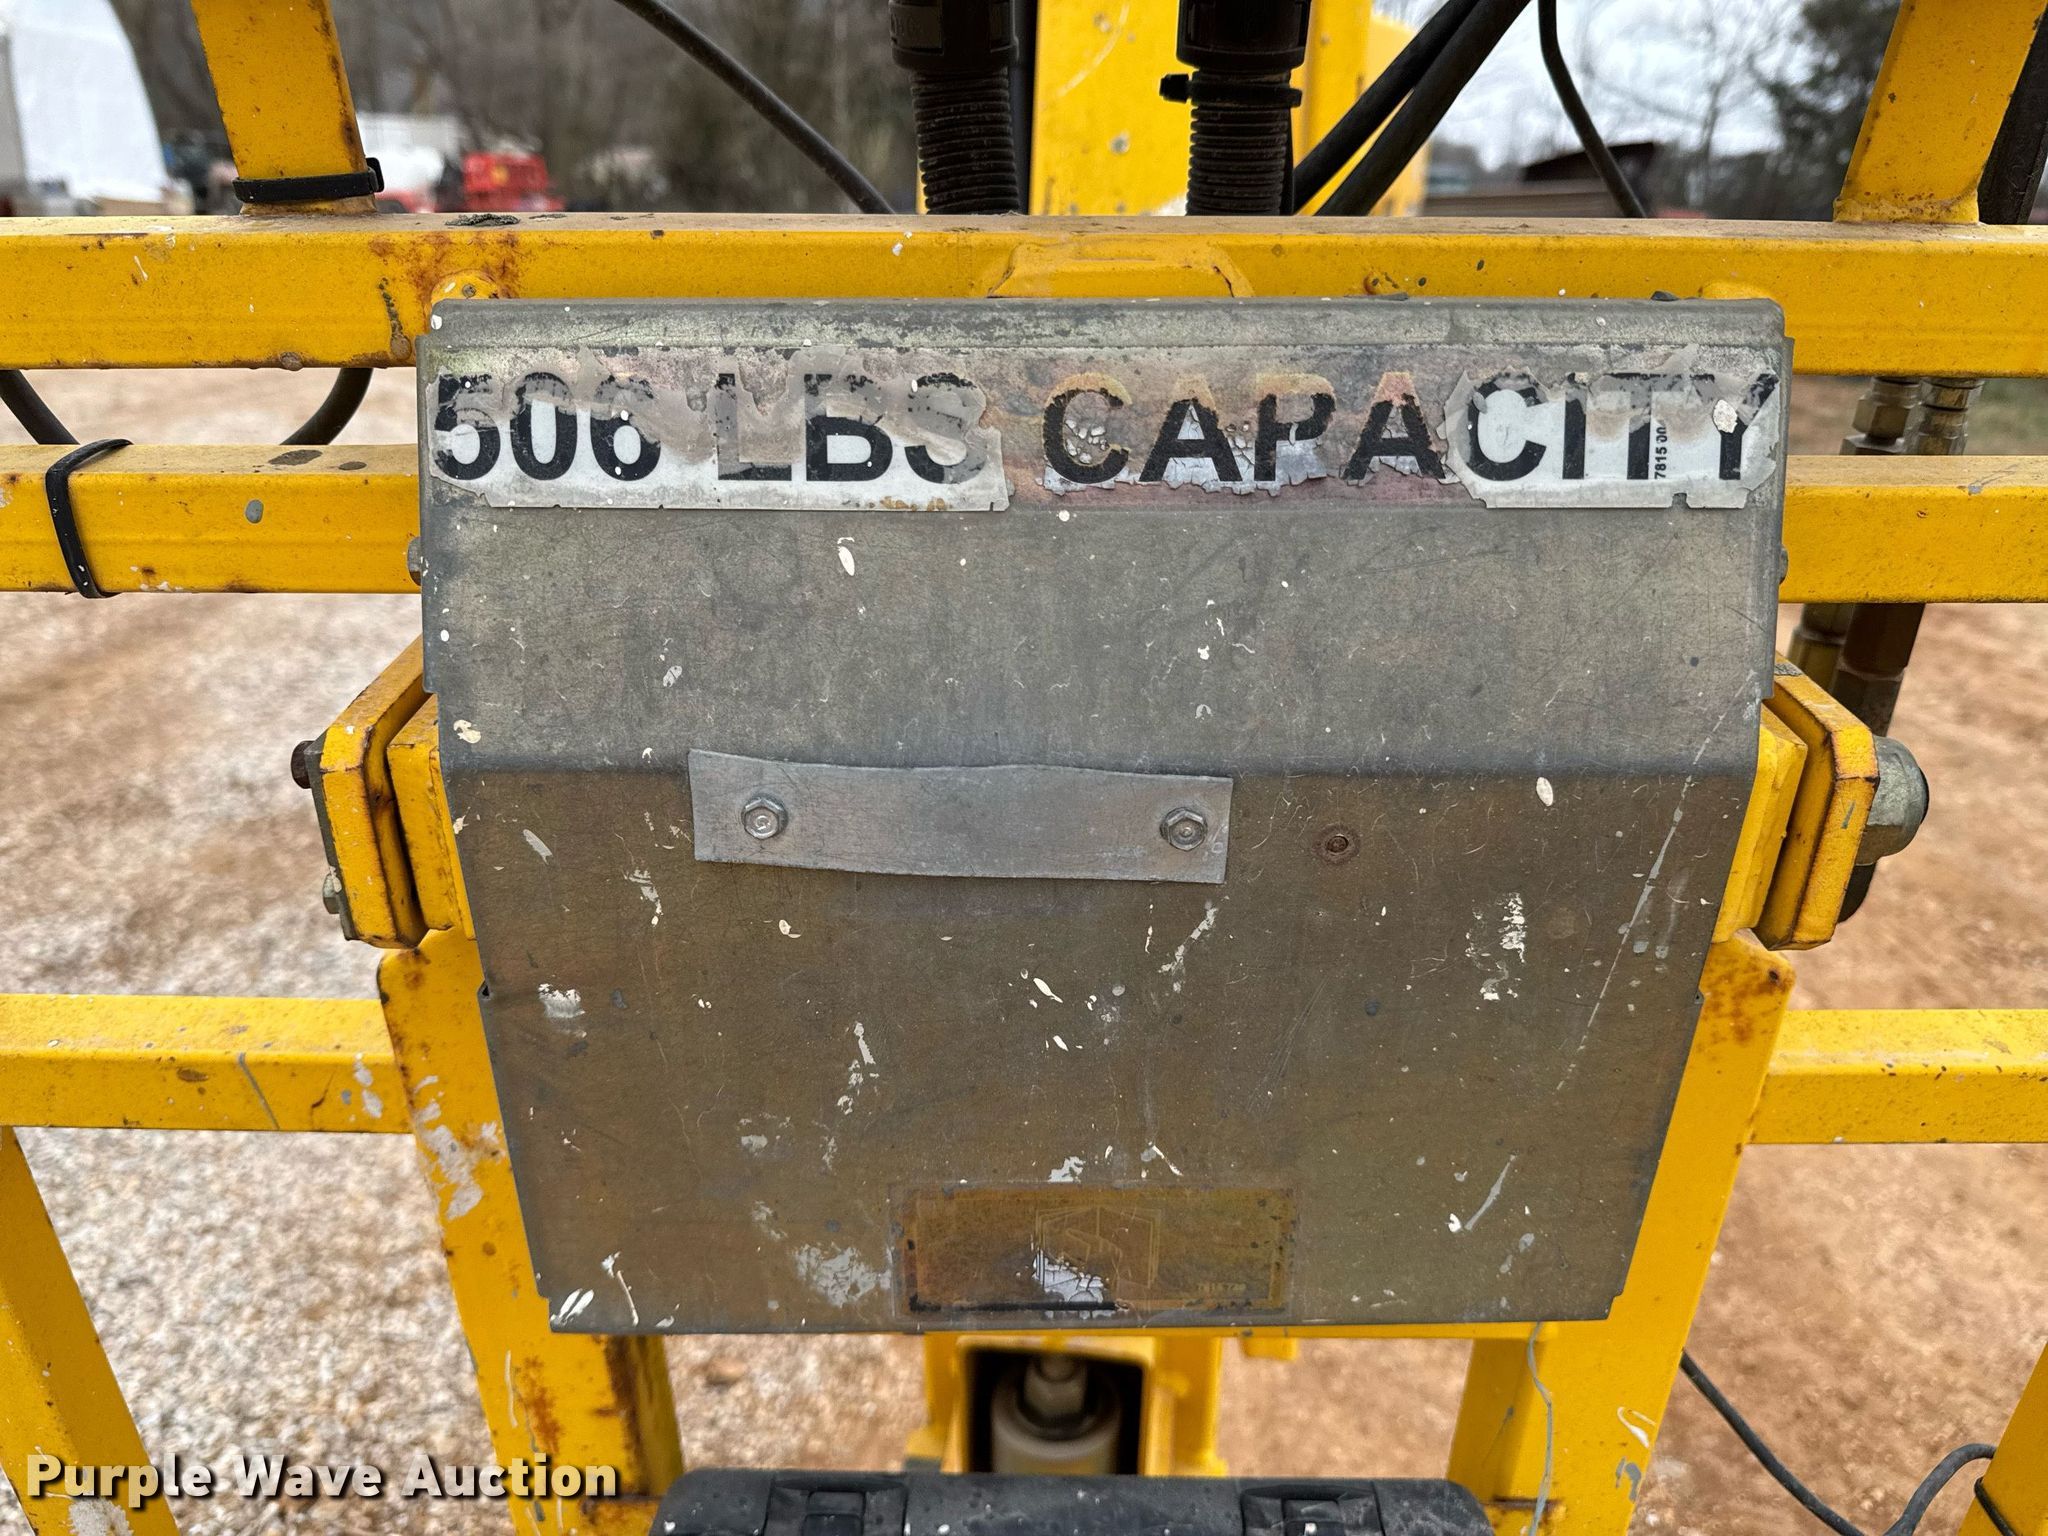 506 LBS CAPACITY
Purple Wave Auction